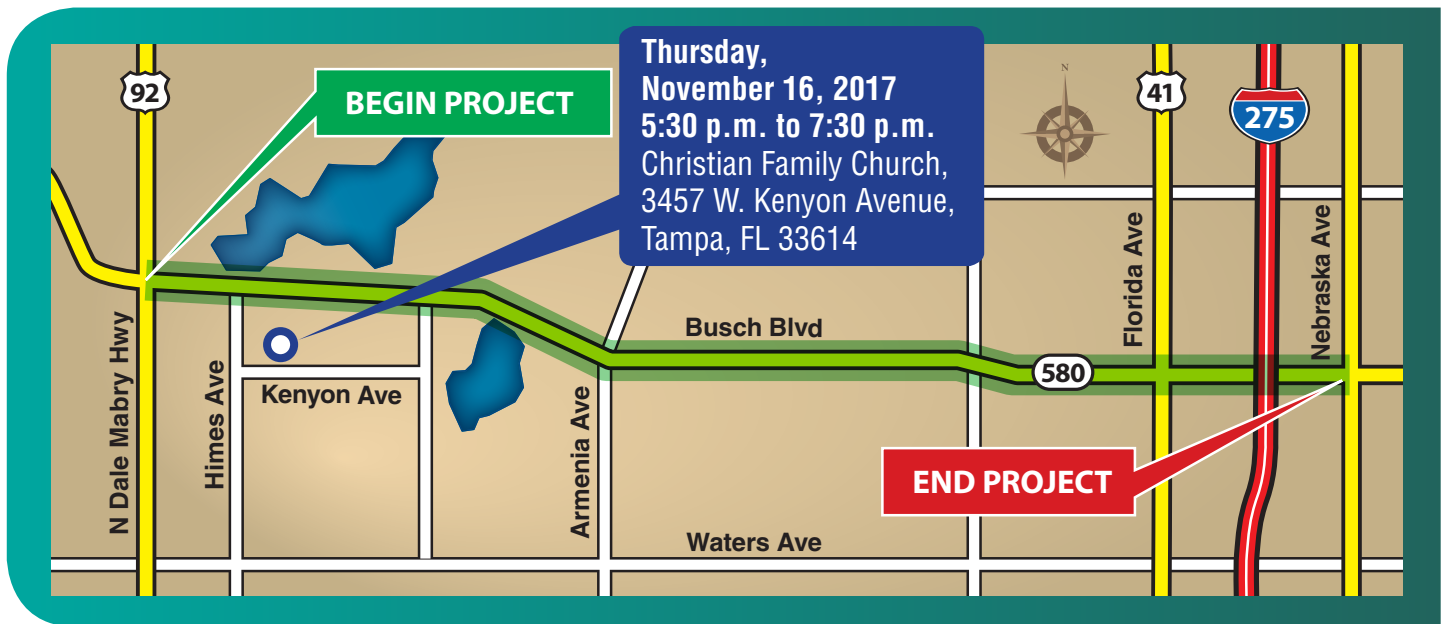 92
BEGIN PROJECT
Thursday,
November 16, 2017
5:30 p.m. to 7:30 p.m.
Christian Family Church,
3457 W. Kenyon Avenue,
Tampa, FL 33614
N
41
275
N Dale Mabry Hwy
Himes Ave
Kenyon Ave
Armenia Ave
Busch Blvd
580
Florida Ave
Nebraska Ave
END PROJECT
Waters Ave